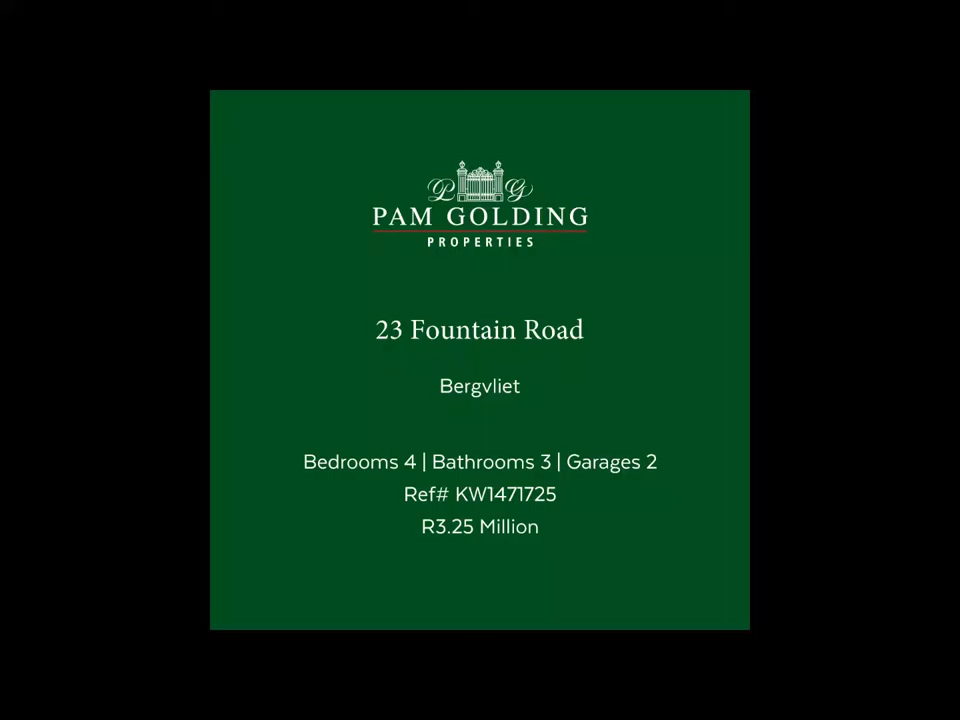 P G
PAM GOLDING
PROPERTIES
23 Fountain Road
Bergvliet
Bedrooms 4 | Bathrooms 3 | Garages 2
Ref# KW1471725
R3.25 Million